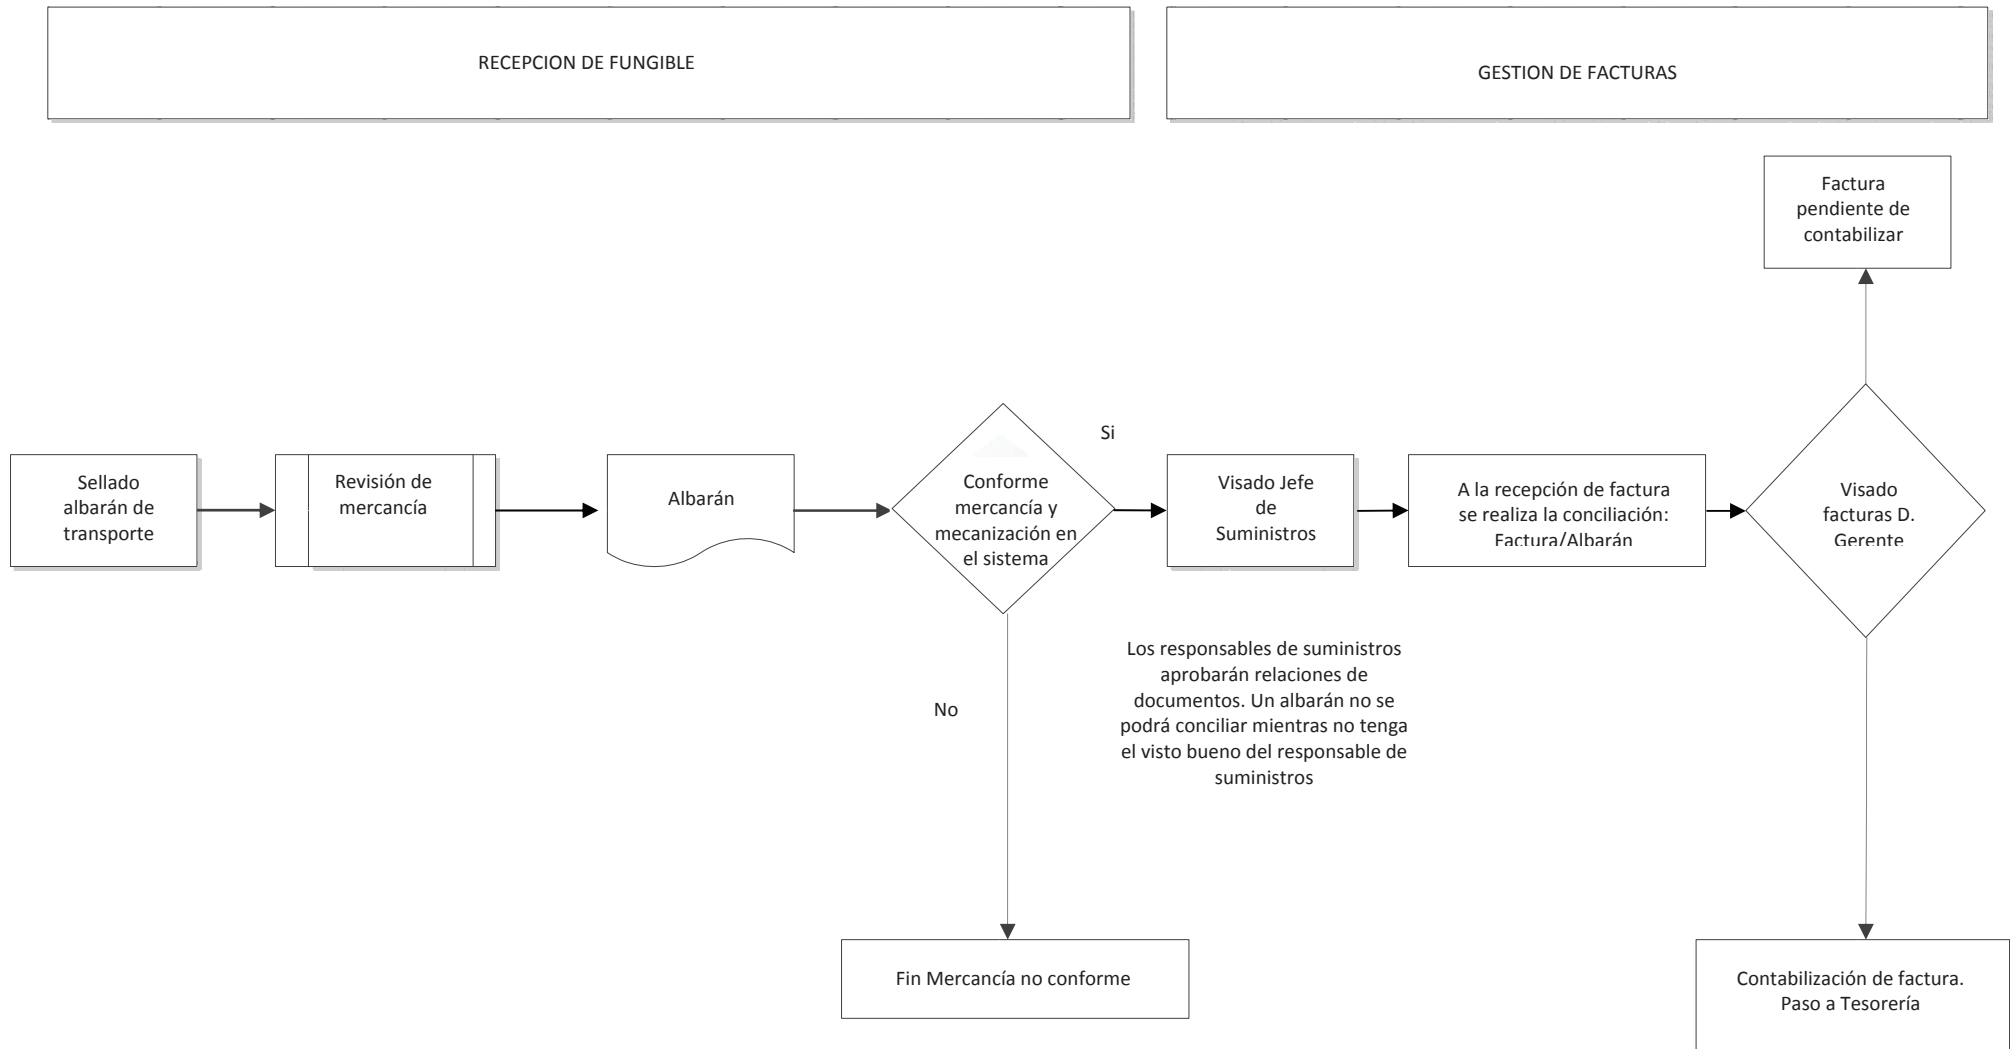 RECEPCION DE FUNGIBLE
GESTION DE FACTURAS
Factura
pendiente de
contabilizar
Sellado
albarán de
transporte
Revisión de
mercancía
Albarán
Conforme
mercancía y
mecanización en
el sistema
Si
No
Visado Jefe
de
Suministros
A la recepción de factura
se realiza la conciliación:
Factura/Albarán
Visado
facturas D.
Gerente
Los responsables de suministros
aprobarán relaciones de
documentos. Un albarán no se
podrá conciliar mientras no tenga
el visto bueno del responsable de
suministros
Fin Mercancía no conforme
Contabilización de factura.
Paso a Tesorería